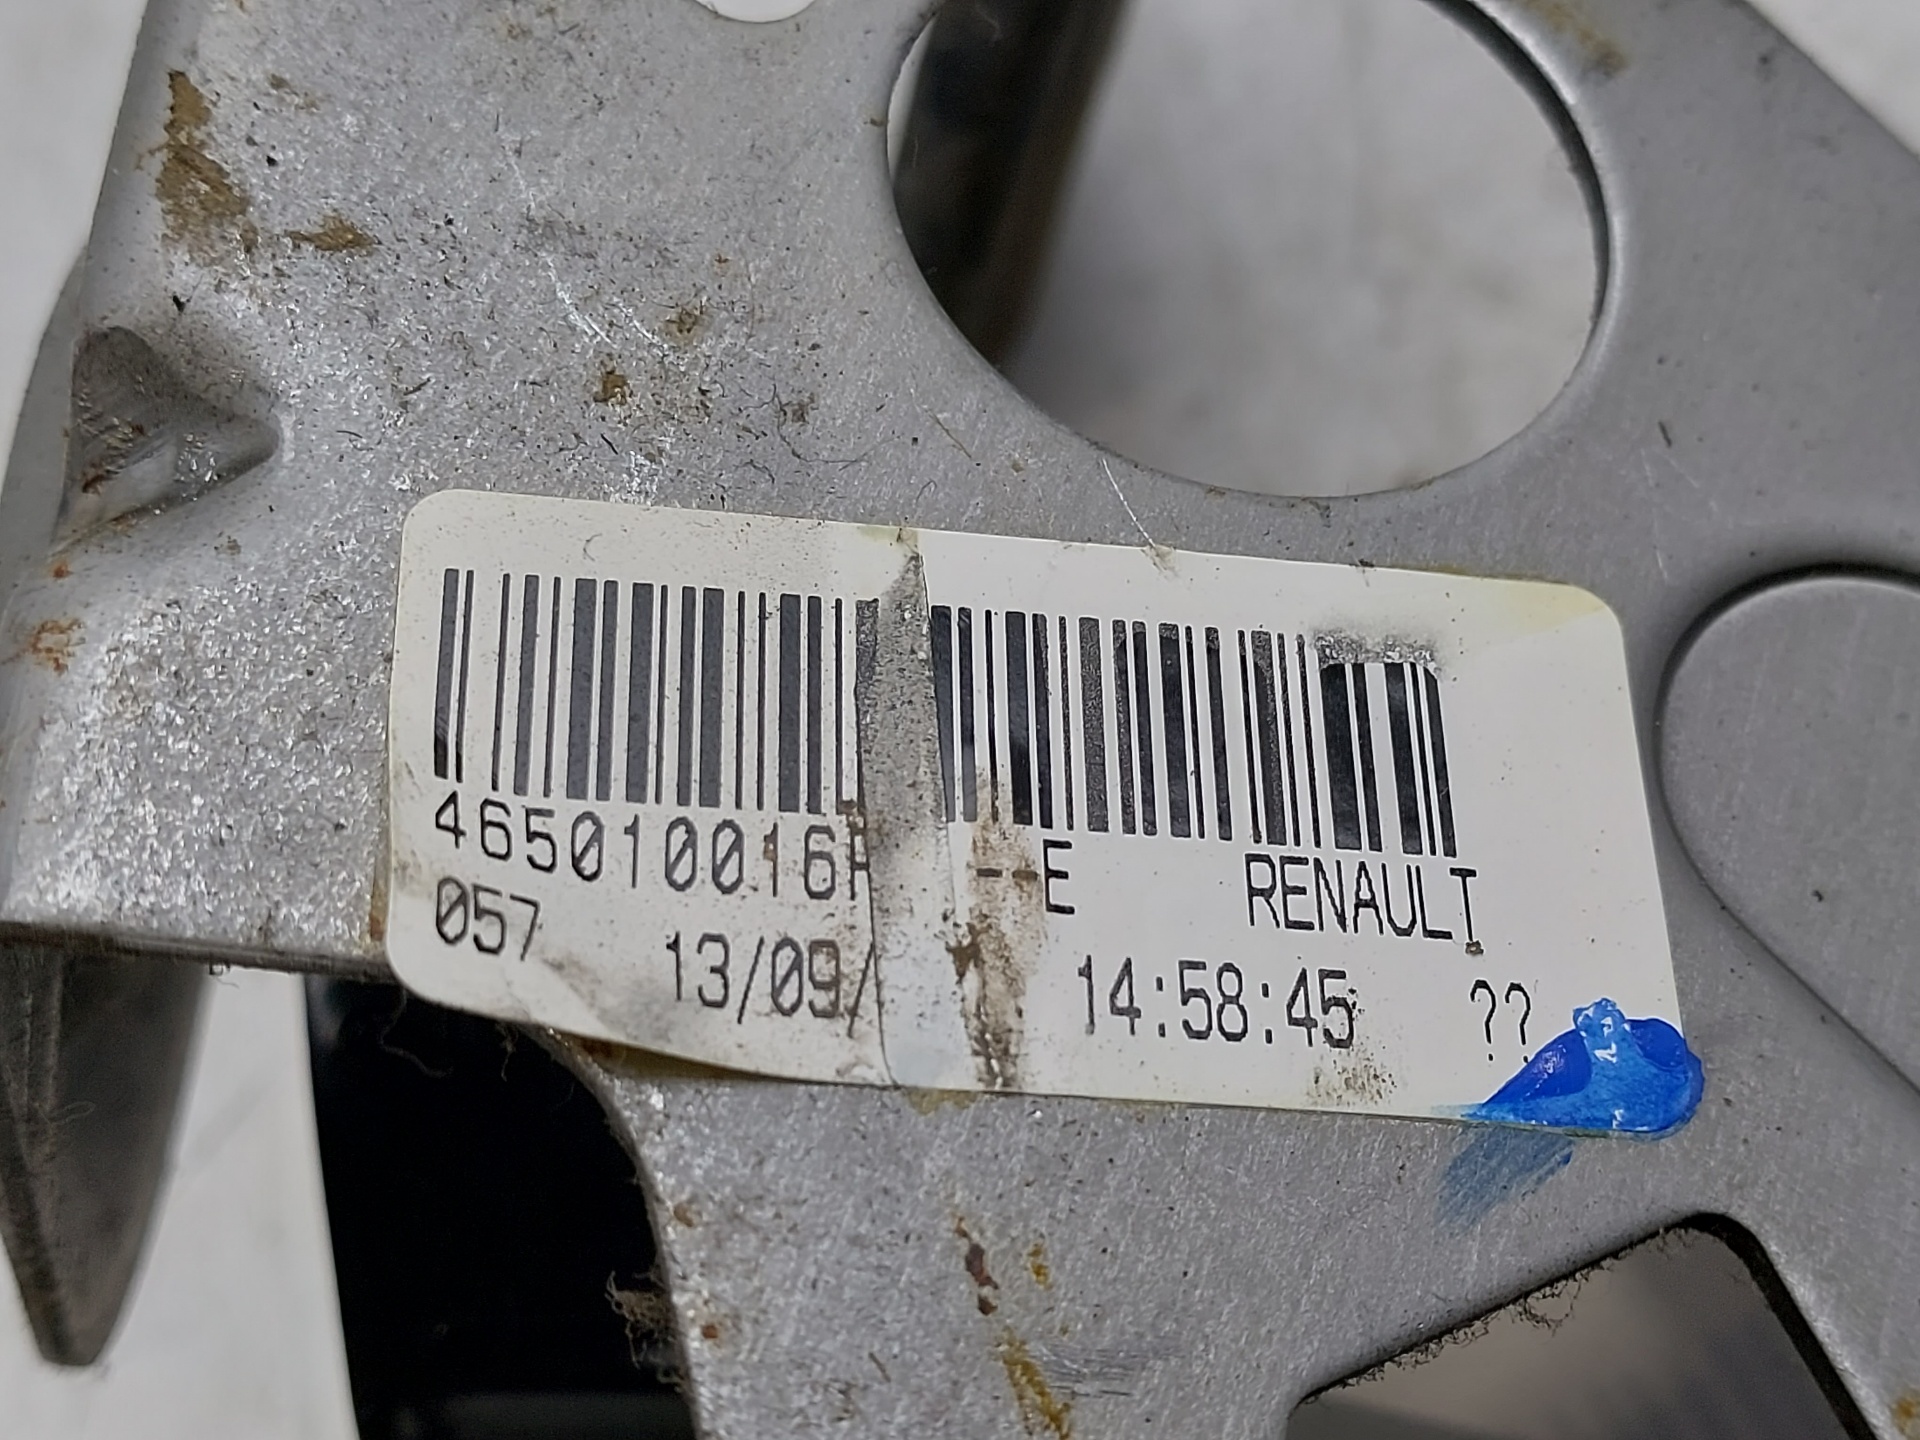 465010016R --E RENAULT
057 13/09/ 14:58:45 ??